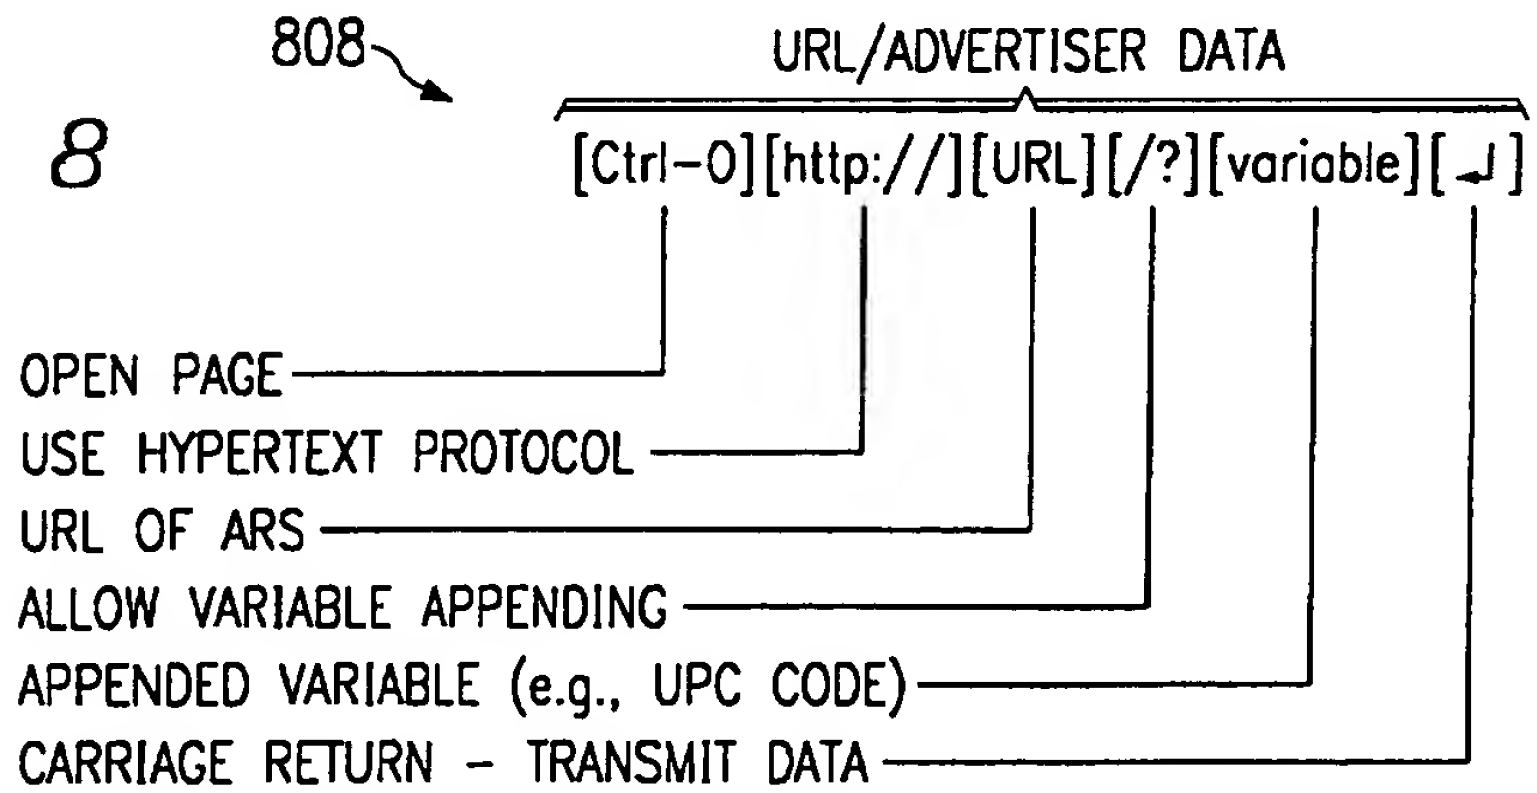 808
URL/ADVERTISER DATA
8
[Ctrl-O][http://][URL][/?][variable][↵]
OPEN PAGE
USE HYPERTEXT PROTOCOL
URL OF ARS
ALLOW VARIABLE APPENDING
APPENDED VARIABLE (e.g., UPC CODE)
CARRIAGE RETURN - TRANSMIT DATA